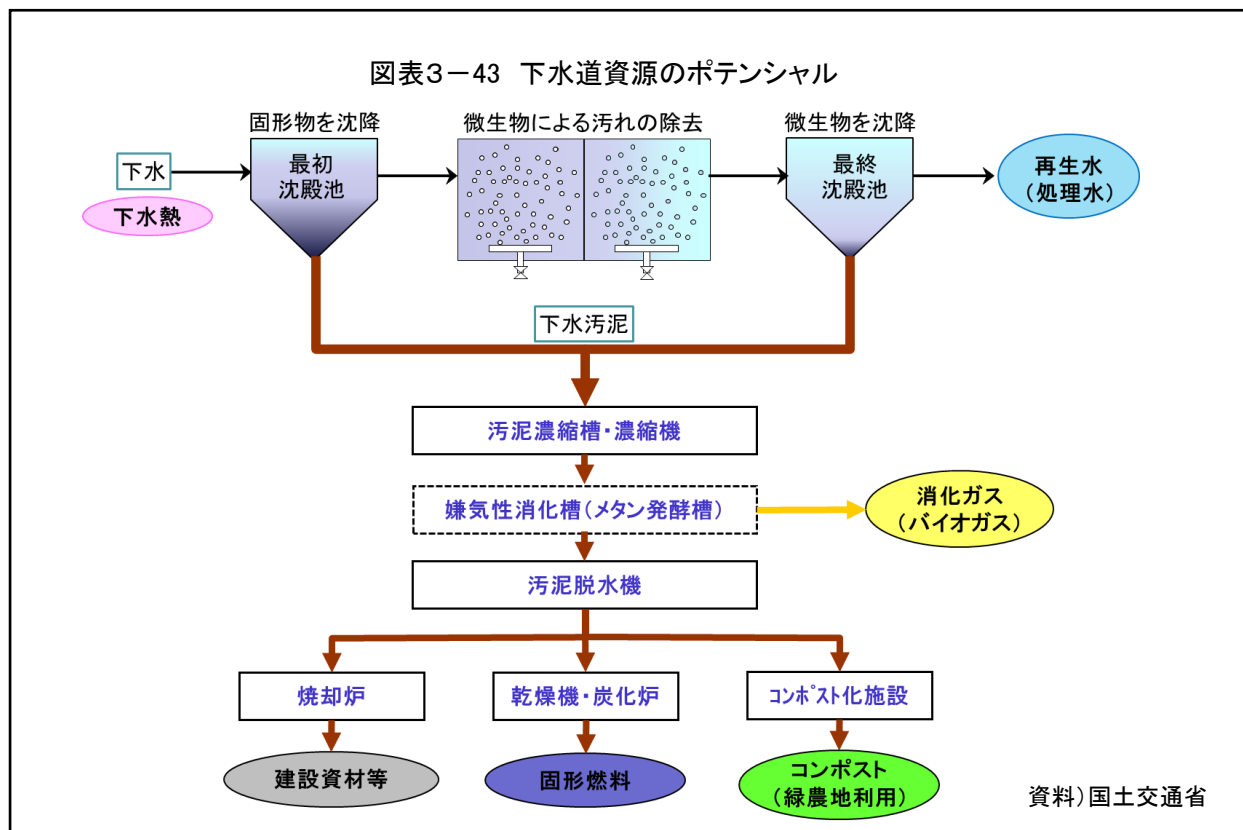 図表3－43 下水道資源のポテンシャル
固形物を沈降
微生物による汚れの除去
微生物を沈降
下水
下水熱
最初
沈殿池
最終
沈殿池
再生水
（処理水）
下水汚泥
汚泥濃縮槽・濃縮機
嫌気性消化槽（メタン発酵槽）
消化ガス
（バイオガス）
汚泥脱水機
焼却炉
乾燥機・炭化炉
ｺﾝﾎﾟｽﾄ化施設
建設資材等
固形燃料
コンポスト
（緑農地利用）
資料）国土交通省